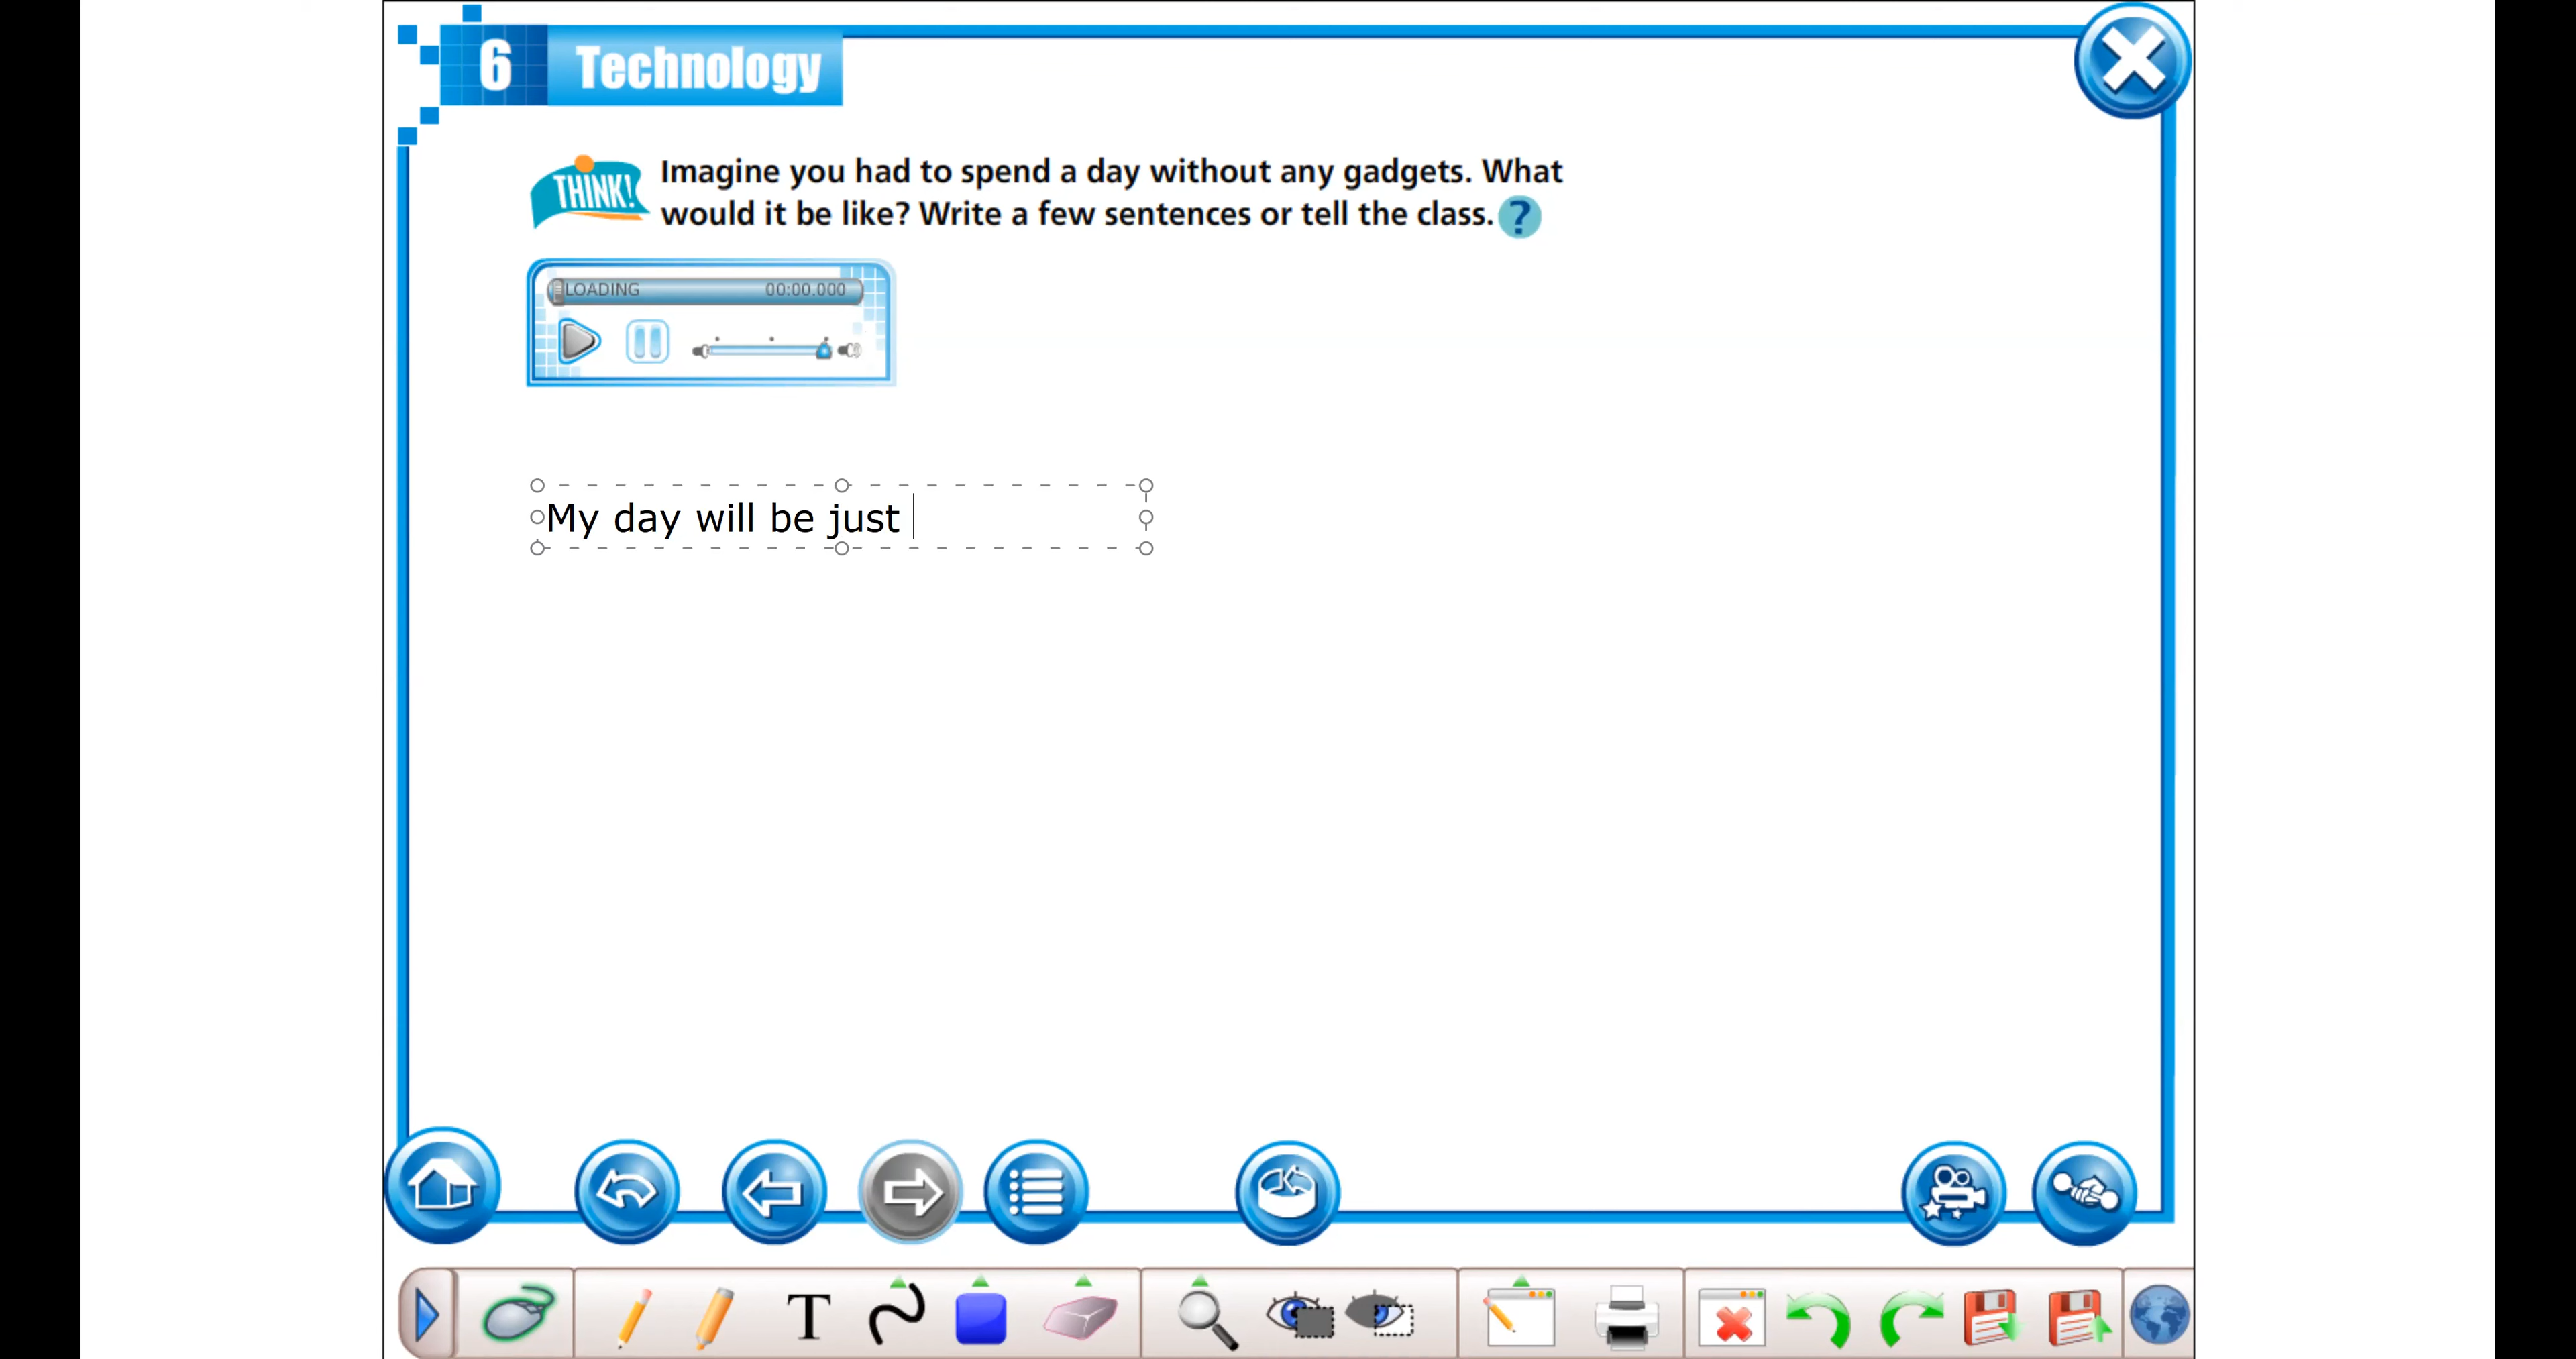 6 Technology
THINK! Imagine you had to spend a day without any gadgets. What
would it be like? Write a few sentences or tell the class. ?
LOADING 00:00.000
My day will be just
T